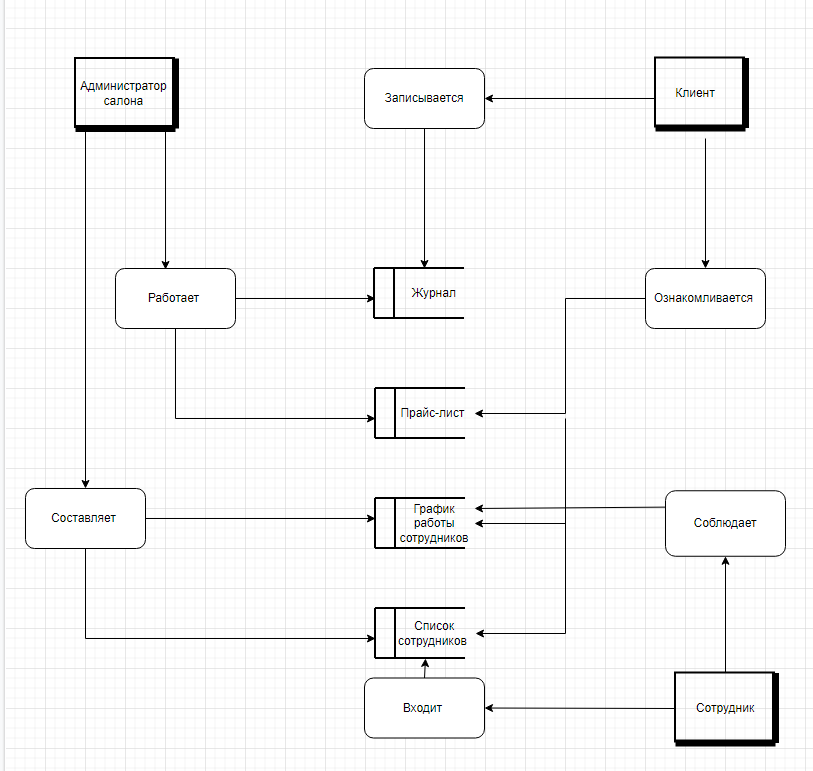 Администратор
салона
Записывается
Клиент
Работает
Журнал
Ознакомливается
Прайс-лист
Составляет
График
работы
сотрудников
Соблюдает
Список
сотрудников
Входит
Сотрудник